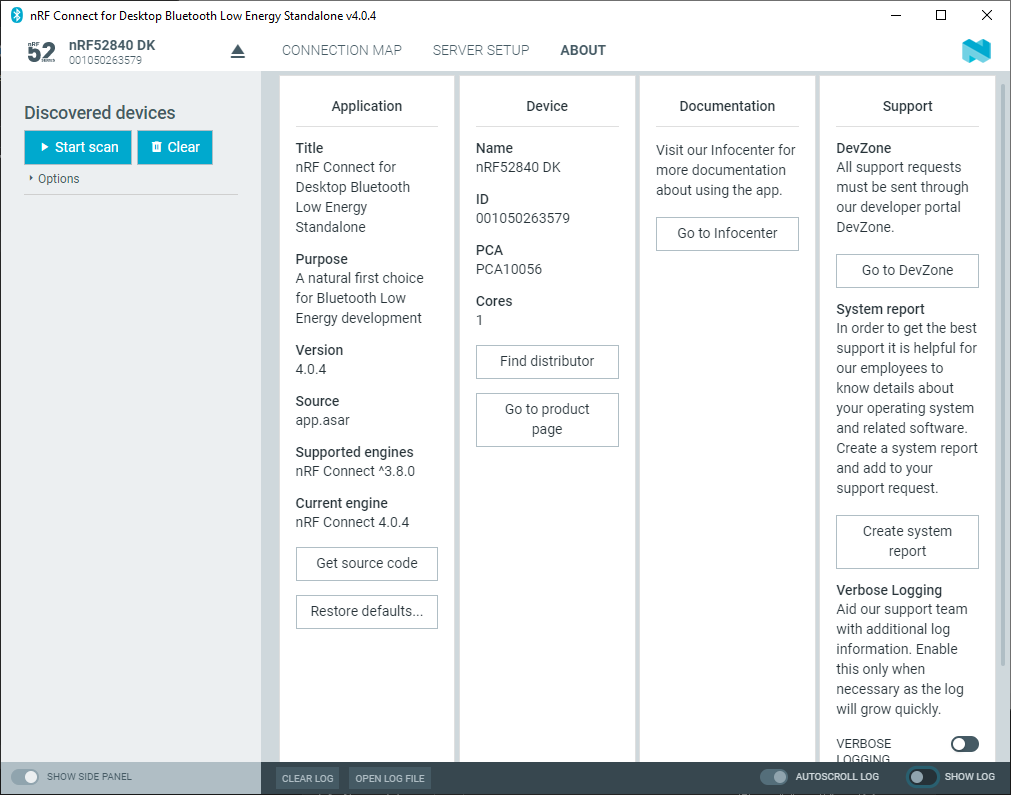 nRF Connect for Desktop Bluetooth Low Energy Standalone v4.0.4
nRF
52
SERIES
nRF52840 DK
001050263579
CONNECTION MAP
SERVER SETUP
ABOUT
Discovered devices
Start scan
Clear
Options
Application
Title
nRF Connect for
Desktop Bluetooth
Low Energy
Standalone
Purpose
A natural first choice
for Bluetooth Low
Energy development
Version
4.0.4
Source
app.asar
Supported engines
nRF Connect ^3.8.0
Current engine
nRF Connect 4.0.4
Get source code
Restore defaults...
Device
Name
nRF52840 DK
ID
001050263579
PCA
PCA10056
Cores
1
Find distributor
Go to product
page
Documentation
Visit our Infocenter for
more documentation
about using the app.
Go to Infocenter
Support
DevZone
All support requests
must be sent through
our developer portal
DevZone.
Go to DevZone
System report
In order to get the best
support it is helpful for
our employees to
know details about
your operating system
and related software.
Create a system report
and add to your
support request.
Create system
report
Verbose Logging
Aid our support team
with additional log
information. Enable
this only when
necessary as the log
will grow quickly.
VERBOSE
LOGGING
SHOW SIDE PANEL
CLEAR LOG
OPEN LOG FILE
AUTOSCROLL LOG
SHOW LOG